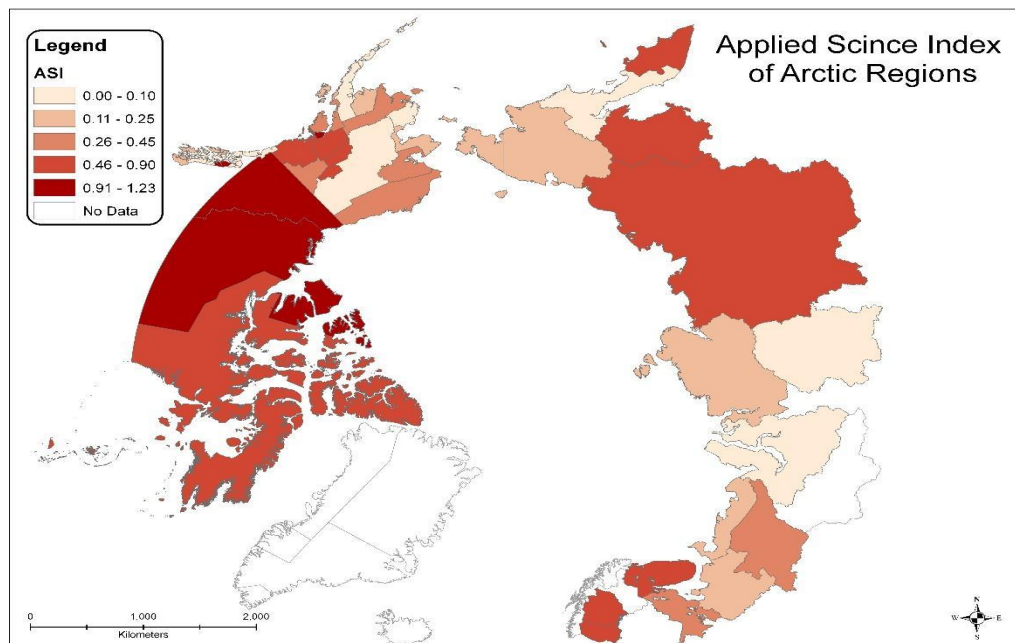 Applied Scince Index
of Arctic Regions
Legend
ASI
0.00 - 0.10
0.11 - 0.25
0.26 - 0.45
0.46 - 0.90
0.91 - 1.23
No Data
0 1,000 2,000
Kilometers
N
W E
S